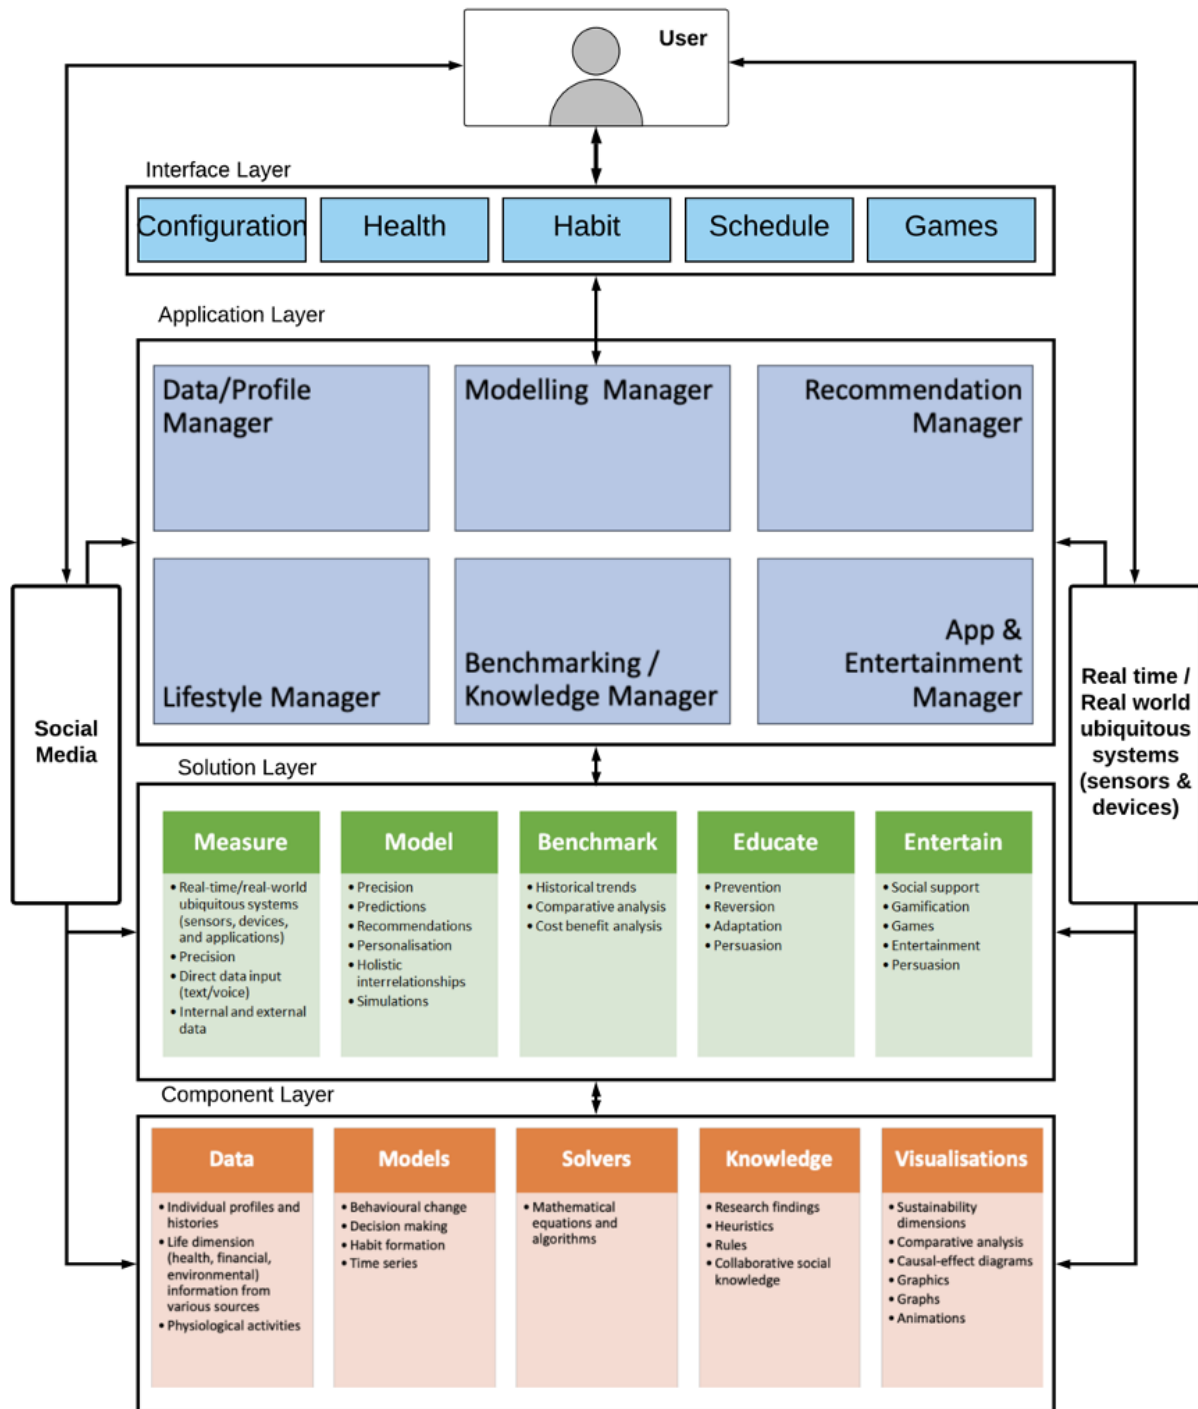 User
Interface Layer
Configuration
Health
Habit
Schedule
Games
Application Layer
Data/Profile
Manager
Modelling Manager
Recommendation
Manager
Lifestyle Manager
Benchmarking /
Knowledge Manager
App &
Entertainment
Manager
Social
Media
Real time /
Real world
ubiquitous
systems
(sensors &
devices)
Solution Layer
Measure
• Real-time/real-world
ubiquitous systems
(sensors, devices,
and applications)
• Precision
• Direct data input
(text/voice)
• Internal and external
data
Model
• Precision
• Predictions
• Recommendations
• Personalisation
• Holistic
interrelationships
• Simulations
Benchmark
• Historical trends
• Comparative analysis
• Cost benefit analysis
Educate
• Prevention
• Reversion
• Adaptation
• Persuasion
Entertain
• Social support
• Gamification
• Games
• Entertainment
• Persuasion
Component Layer
Data
• Individual profiles and
histories
• Life dimension
(health, financial,
environmental)
information from
various sources
• Physiological activities
Models
• Behavioural change
• Decision making
• Habit formation
• Time series
Solvers
• Mathematical
equations and
algorithms
Knowledge
• Research findings
• Heuristics
• Rules
• Collaborative social
knowledge
Visualisations
• Sustainability
dimensions
• Comparative analysis
• Causal-effect diagrams
• Graphics
• Graphs
• Animations